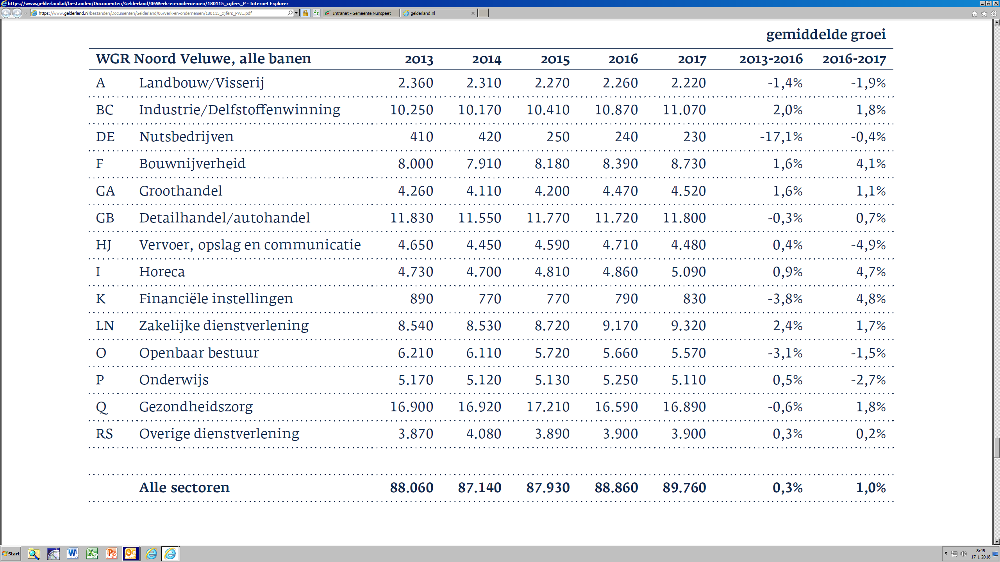 https://www.gelderland.nl/bestanden/Documenten/Gelderland/06Werk-en-ondernemen/180115_cijfers_P - Internet Explorer
https://www.gelderland.nl/bestanden/Documenten/Gelderland/06Werk-en-ondernemen/180115_cijfers_PWE.pdf Intranet - Gemeente Nunspeet gelderland.nl
gemiddelde groei
WGR Noord Veluwe, alle banen 2013 2014 2015 2016 2017 2013-2016 2016-2017
A Landbouw/Visserij 2.360 2.310 2.270 2.260 2.220 -1,4% -1,9%
BC Industrie/Delfstoffenwinning 10.250 10.170 10.410 10.870 11.070 2,0% 1,8%
DE Nutsbedrijven 410 420 250 240 230 -17,1% -0,4%
F Bouwnijverheid 8.000 7.910 8.180 8.390 8.730 1,6% 4,1%
GA Groothandel 4.260 4.110 4.200 4.470 4.520 1,6% 1,1%
GB Detailhandel/autohandel 11.830 11.550 11.770 11.720 11.800 -0,3% 0,7%
HJ Vervoer, opslag en communicatie 4.650 4.450 4.590 4.710 4.480 0,4% -4,9%
I Horeca 4.730 4.700 4.810 4.860 5.090 0,9% 4,7%
K Financiële instellingen 890 770 770 790 830 -3,8% 4,8%
LN Zakelijke dienstverlening 8.540 8.530 8.720 9.170 9.320 2,4% 1,7%
O Openbaar bestuur 6.210 6.110 5.720 5.660 5.570 -3,1% -1,5%
P Onderwijs 5.170 5.120 5.130 5.250 5.110 0,5% -2,7%
Q Gezondheidszorg 16.900 16.920 17.210 16.590 16.890 -0,6% 1,8%
RS Overige dienstverlening 3.870 4.080 3.890 3.900 3.900 0,3% 0,2%
Alle sectoren 88.060 87.140 87.930 88.860 89.760 0,3% 1,0%
Start 8:45
17-1-2018